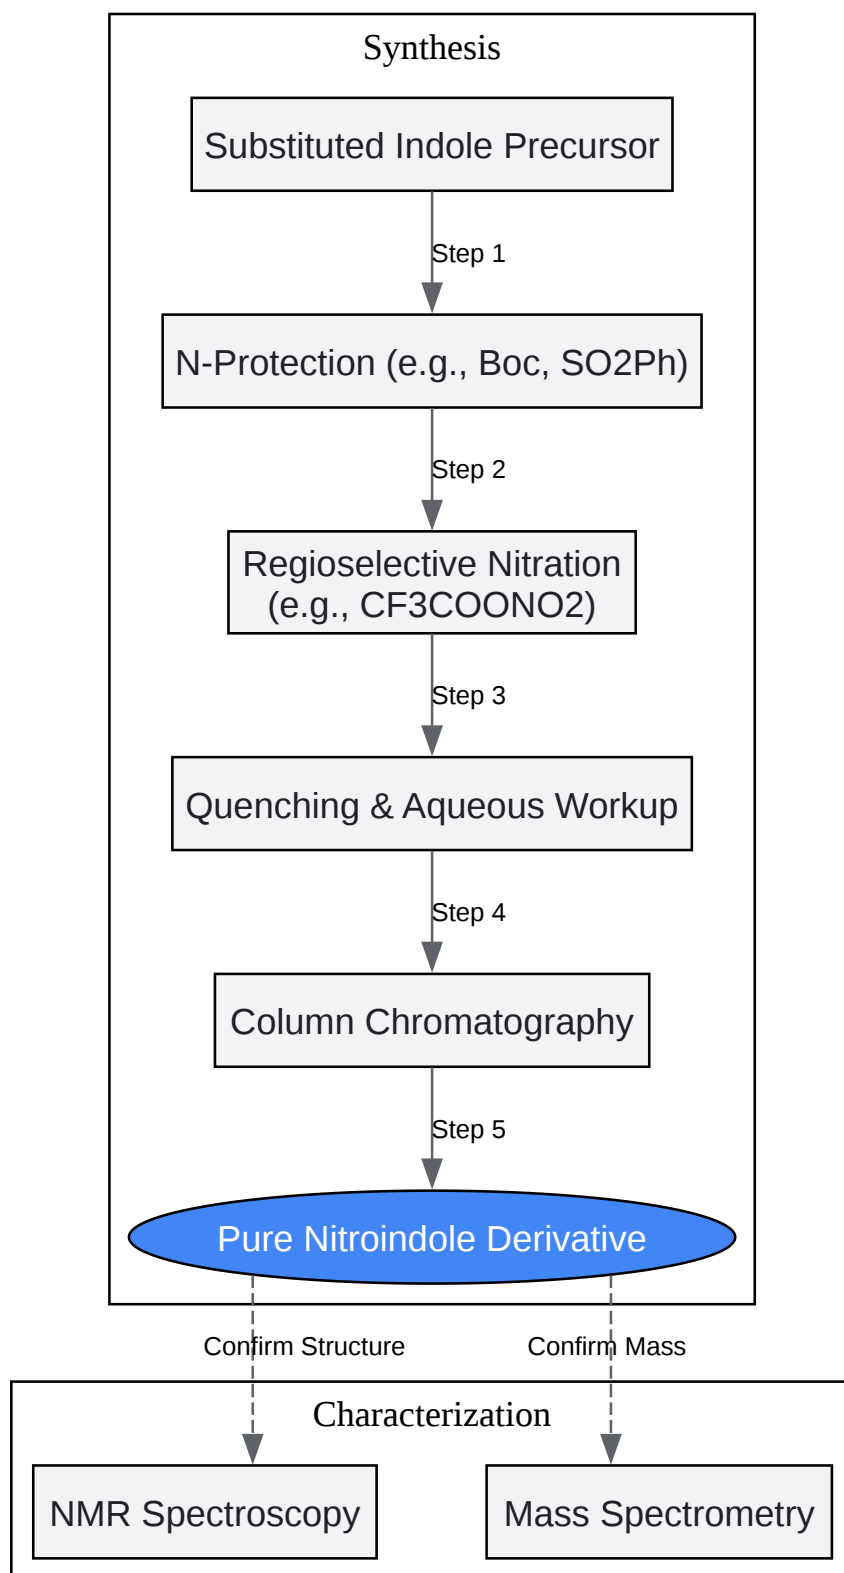 Synthesis
Substituted Indole Precursor
Step 1
N-Protection (e.g., Boc, SO2Ph)
Step 2
Regioselective Nitration
(e.g., CF3COONO2)
Step 3
Quenching & Aqueous Workup
Step 4
Column Chromatography
Step 5
Pure Nitroindole Derivative
Confirm Structure
Confirm Mass
Characterization
NMR Spectroscopy
Mass Spectrometry